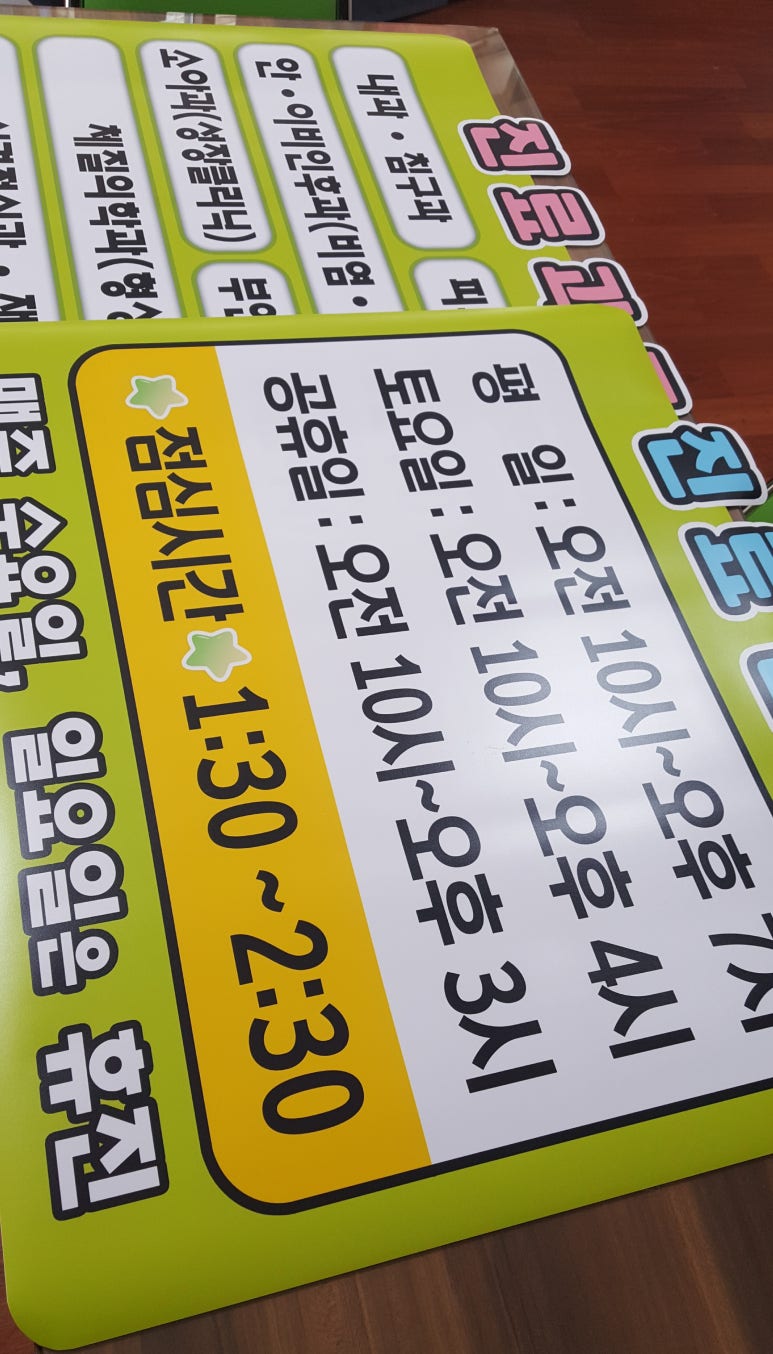 진료과
내과 • 침구과
안 • 이비인후과(비염 •
소아과(성장클리닉)
체질의학과(형상
진료
평 일 : 오전 10시~오후 7시
토요일 : 오전 10시~오후 4시
공휴일 : 오전 10시~오후 3시
점심시간 1:30 ~ 2:30
매주 수요일, 일요일은 휴진